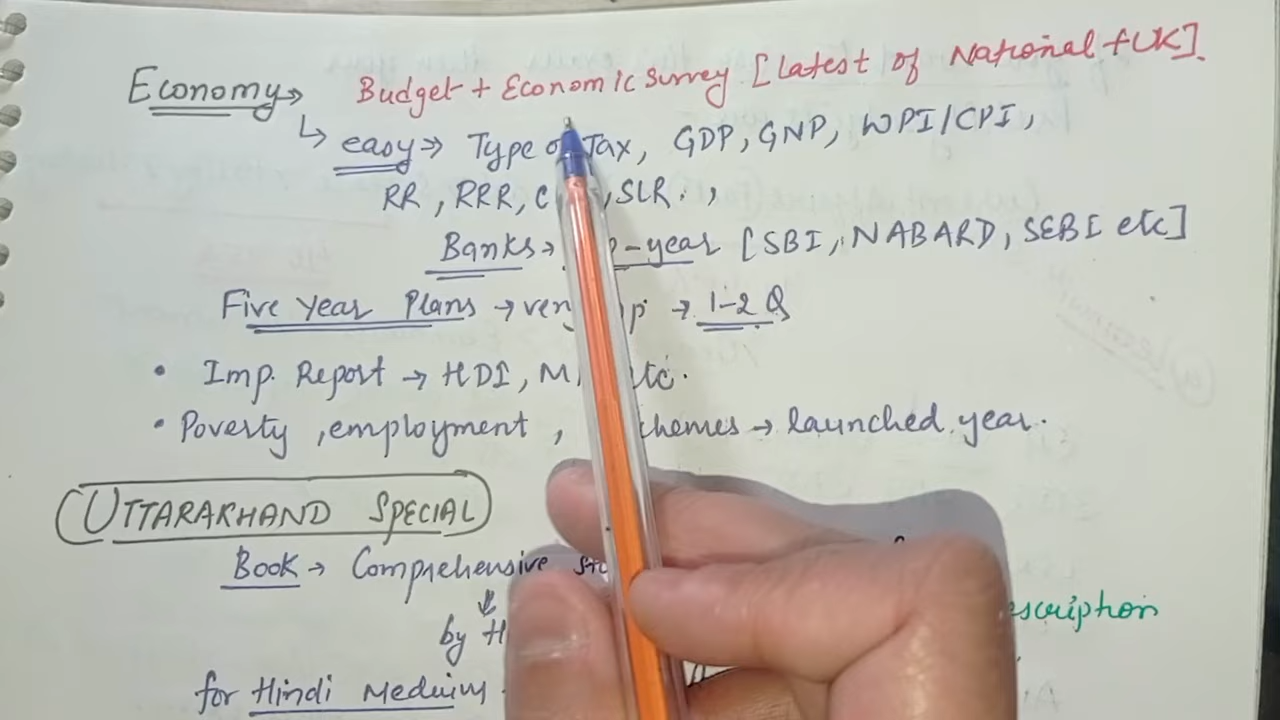 Economy → Budget + Economic Survey [Latest of National + UK].
↳ easy → Type of Tax, GDP, GNP, WPI/CPI,
RR, RRR, C , SLR. ,
Banks → -year [SBI, NABARD, SEBI etc]
Five Year Plans → very → 1-2 Q
• Imp. Report → HDI, M etc.
• Poverty, employment, → launched year.
UTTARAKHAND SPECIAL
Book → Comprehensive
by
for Hindi Medium